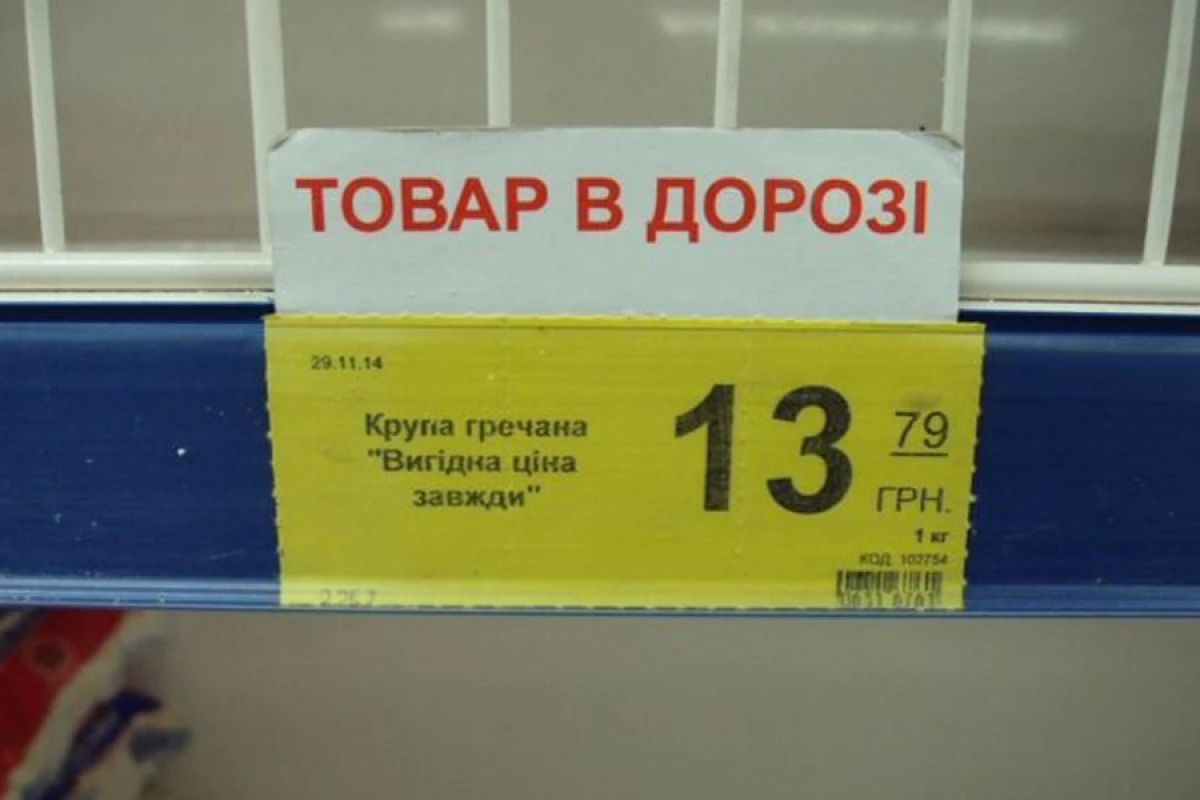 ТОВАР В ДОРОЗІ
29.11.14
Крупа гречана
"Вигідна ціна
завжди"
13 79
ГРН.
1 кг
КОД: 102754